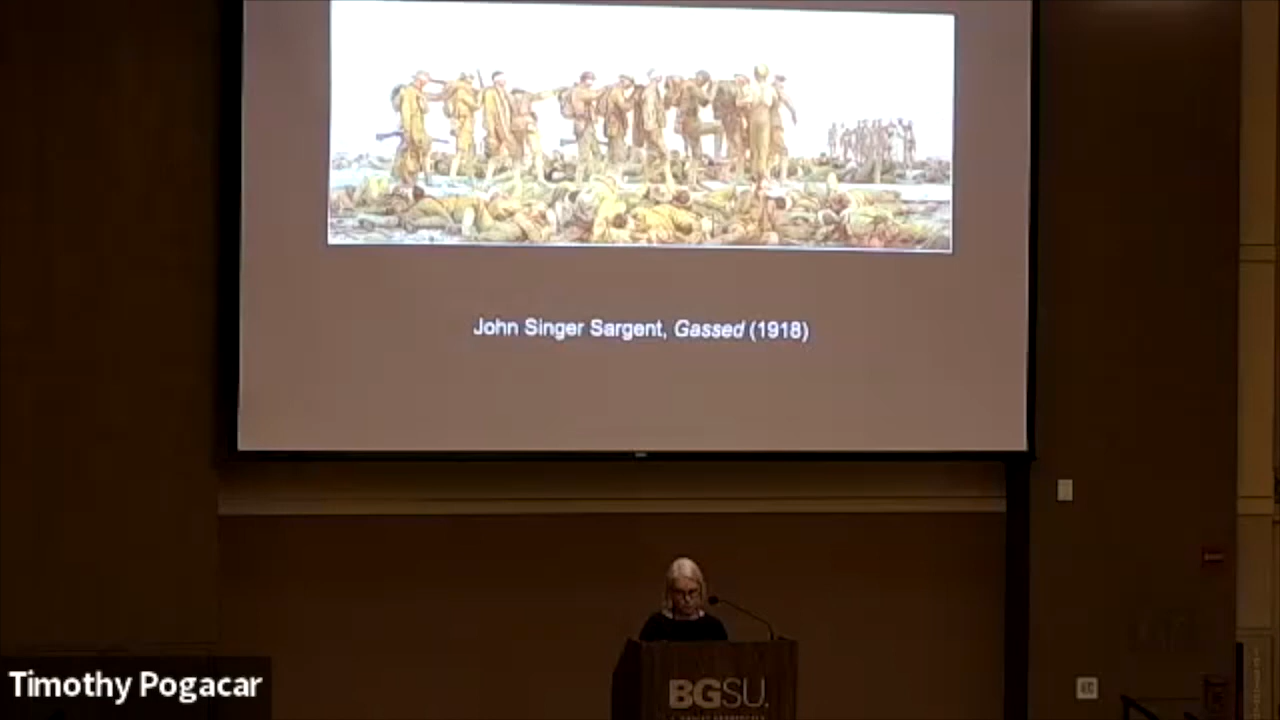 John Singer Sargent, Gassed (1918)
Timothy Pogacar
BGSU.